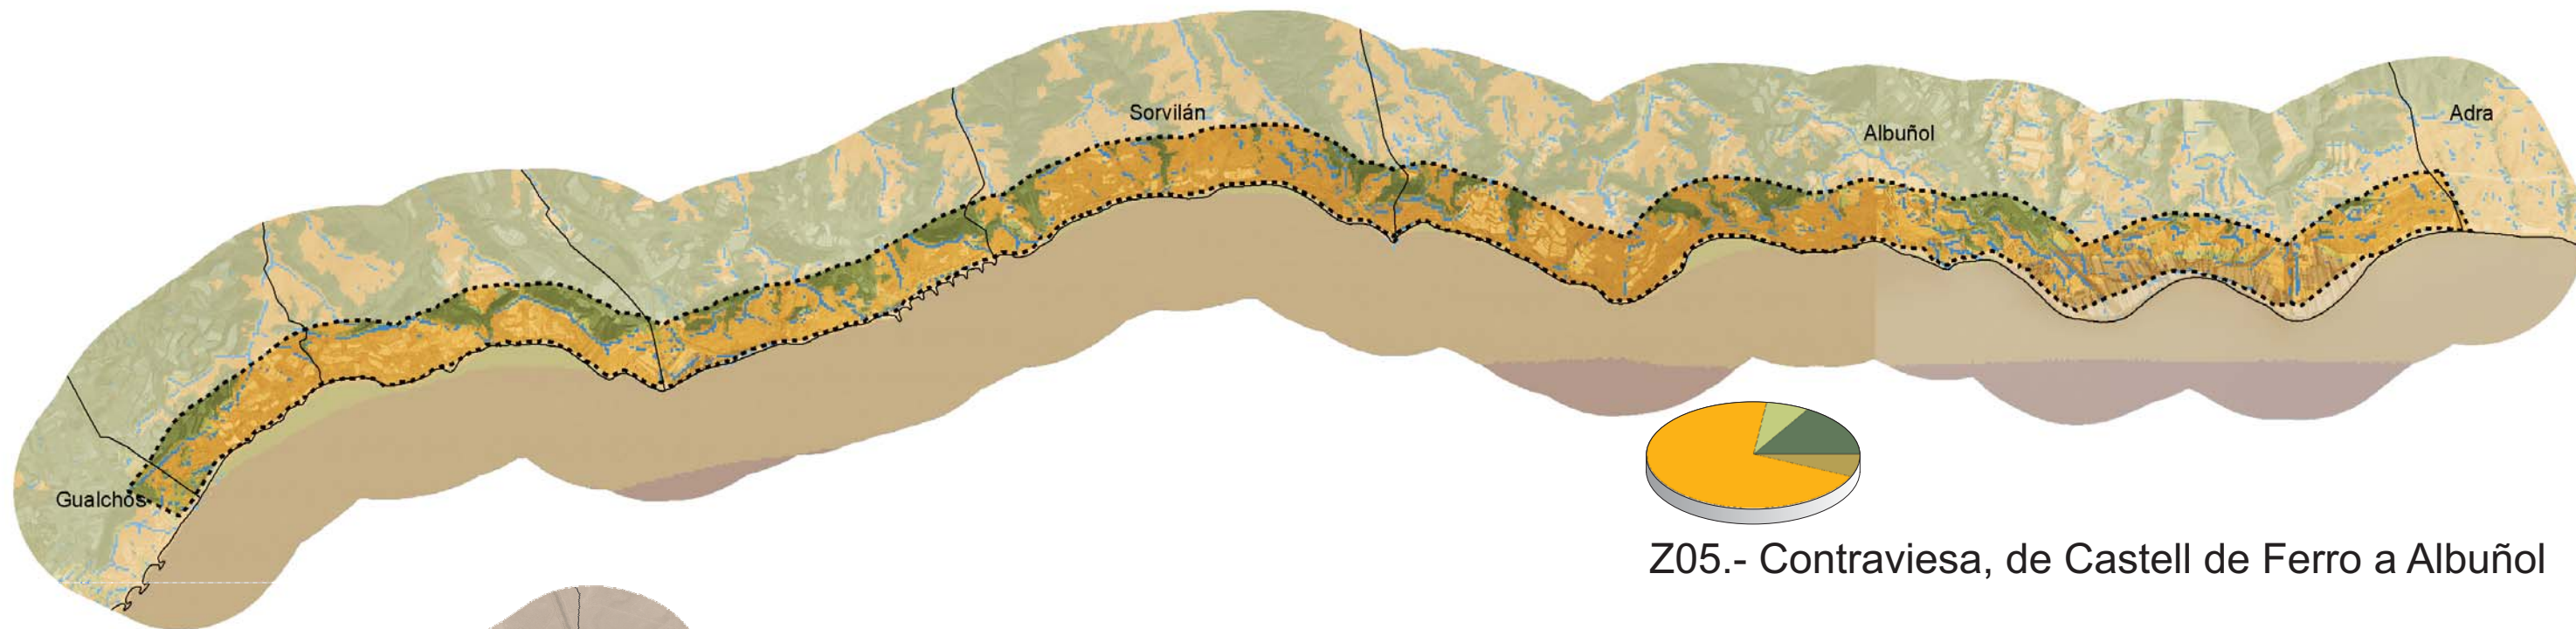 Sorvilán
Albuñol
Adra
Gualchos
Z05.- Contraviesa, de Castell de Ferro a Albuñol